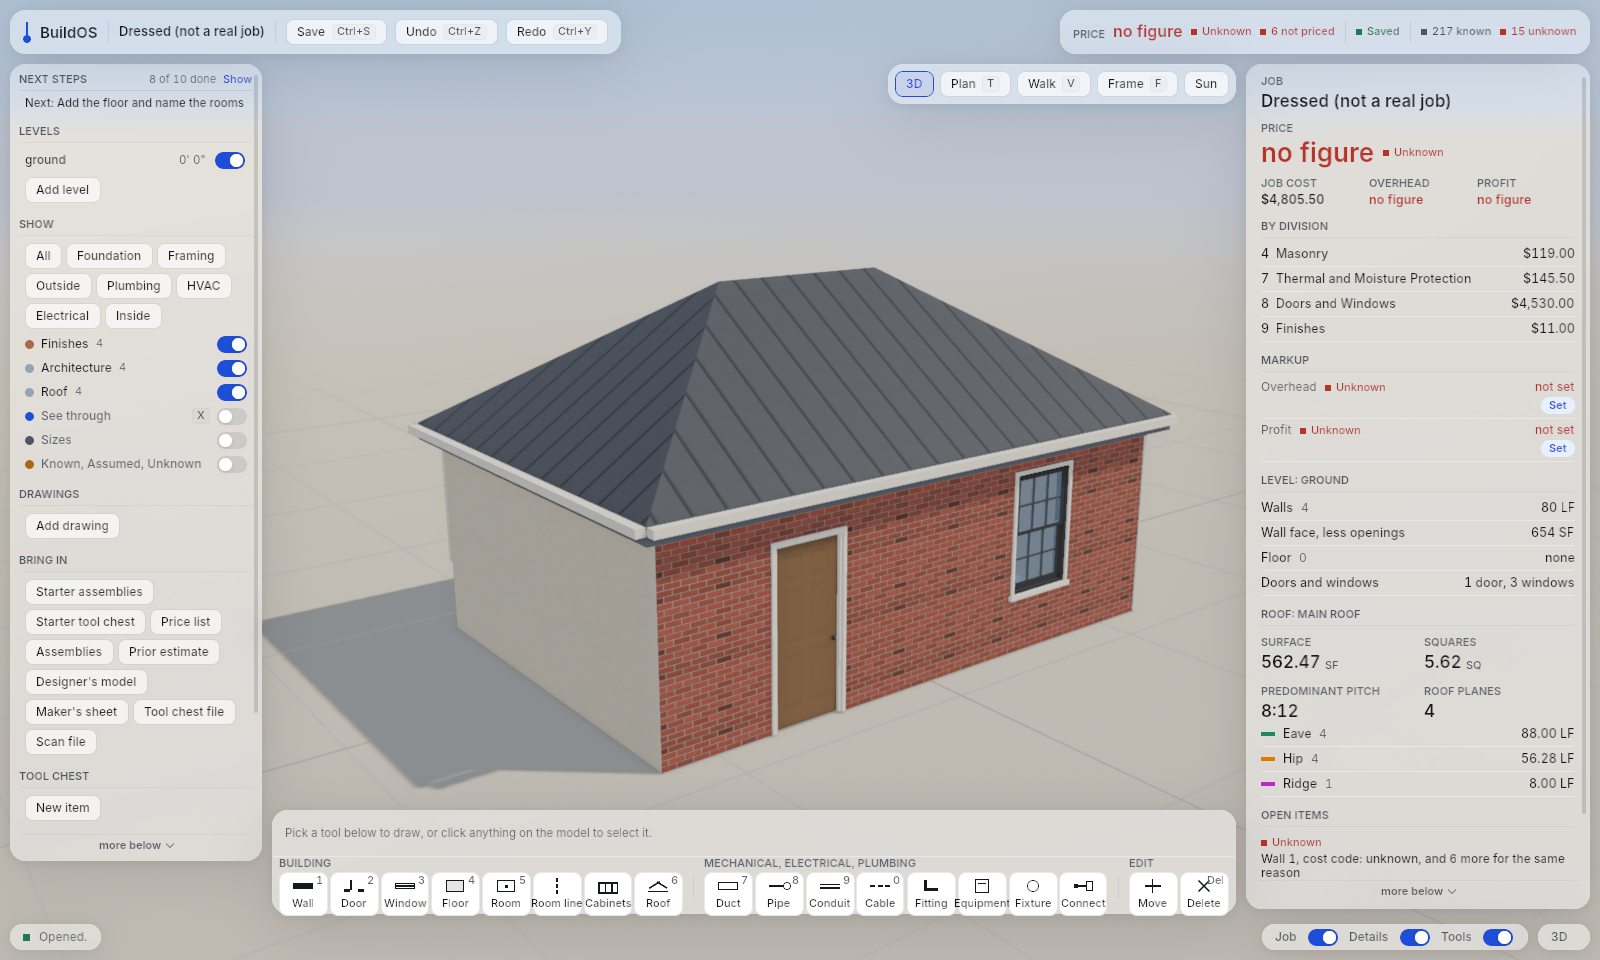 BuildOS
Dressed (not a real job)
Save Ctrl+S
Undo Ctrl+Z
Redo Ctrl+Y
PRICE no figure Unknown 6 not priced Saved 217 known 15 unknown
NEXT STEPS 8 of 10 done Show
Next: Add the floor and name the rooms
LEVELS
ground 0' 0"
Add level
SHOW
All Foundation Framing
Outside Plumbing HVAC
Electrical Inside
Finishes 4
Architecture 4
Roof 4
See through X
Sizes
Known, Assumed, Unknown
DRAWINGS
Add drawing
BRING IN
Starter assemblies
Starter tool chest Price list
Assemblies Prior estimate
Designer's model
Maker's sheet Tool chest file
Scan file
TOOL CHEST
New item
more below
3D Plan T Walk V Frame F Sun
JOB
Dressed (not a real job)
PRICE
no figure Unknown
JOB COST OVERHEAD PROFIT
$4,805.50 no figure no figure
BY DIVISION
4 Masonry $119.00
7 Thermal and Moisture Protection $145.50
8 Doors and Windows $4,530.00
9 Finishes $11.00
MARKUP
Overhead Unknown not set
Set
Profit Unknown not set
Set
LEVEL: GROUND
Walls 4 80 LF
Wall face, less openings 654 SF
Floor 0 none
Doors and windows 1 door, 3 windows
ROOF: MAIN ROOF
SURFACE SQUARES
562.47 SF 5.62 SQ
PREDOMINANT PITCH ROOF PLANES
8:12 4
Eave 4 88.00 LF
Hip 4 56.28 LF
Ridge 1 8.00 LF
OPEN ITEMS
Unknown
Wall 1, cost code: unknown, and 6 more for the same
reason
more below
Pick a tool below to draw, or click anything on the model to select it.
BUILDING MECHANICAL, ELECTRICAL, PLUMBING EDIT
1 2 3 4 5 6 7 8 9 0 Del
Wall Door Window Floor Room Room line Cabinets Roof Duct Pipe Conduit Cable Fitting Equipment Fixture Connect Move Delete
Opened.
Job Details Tools 3D